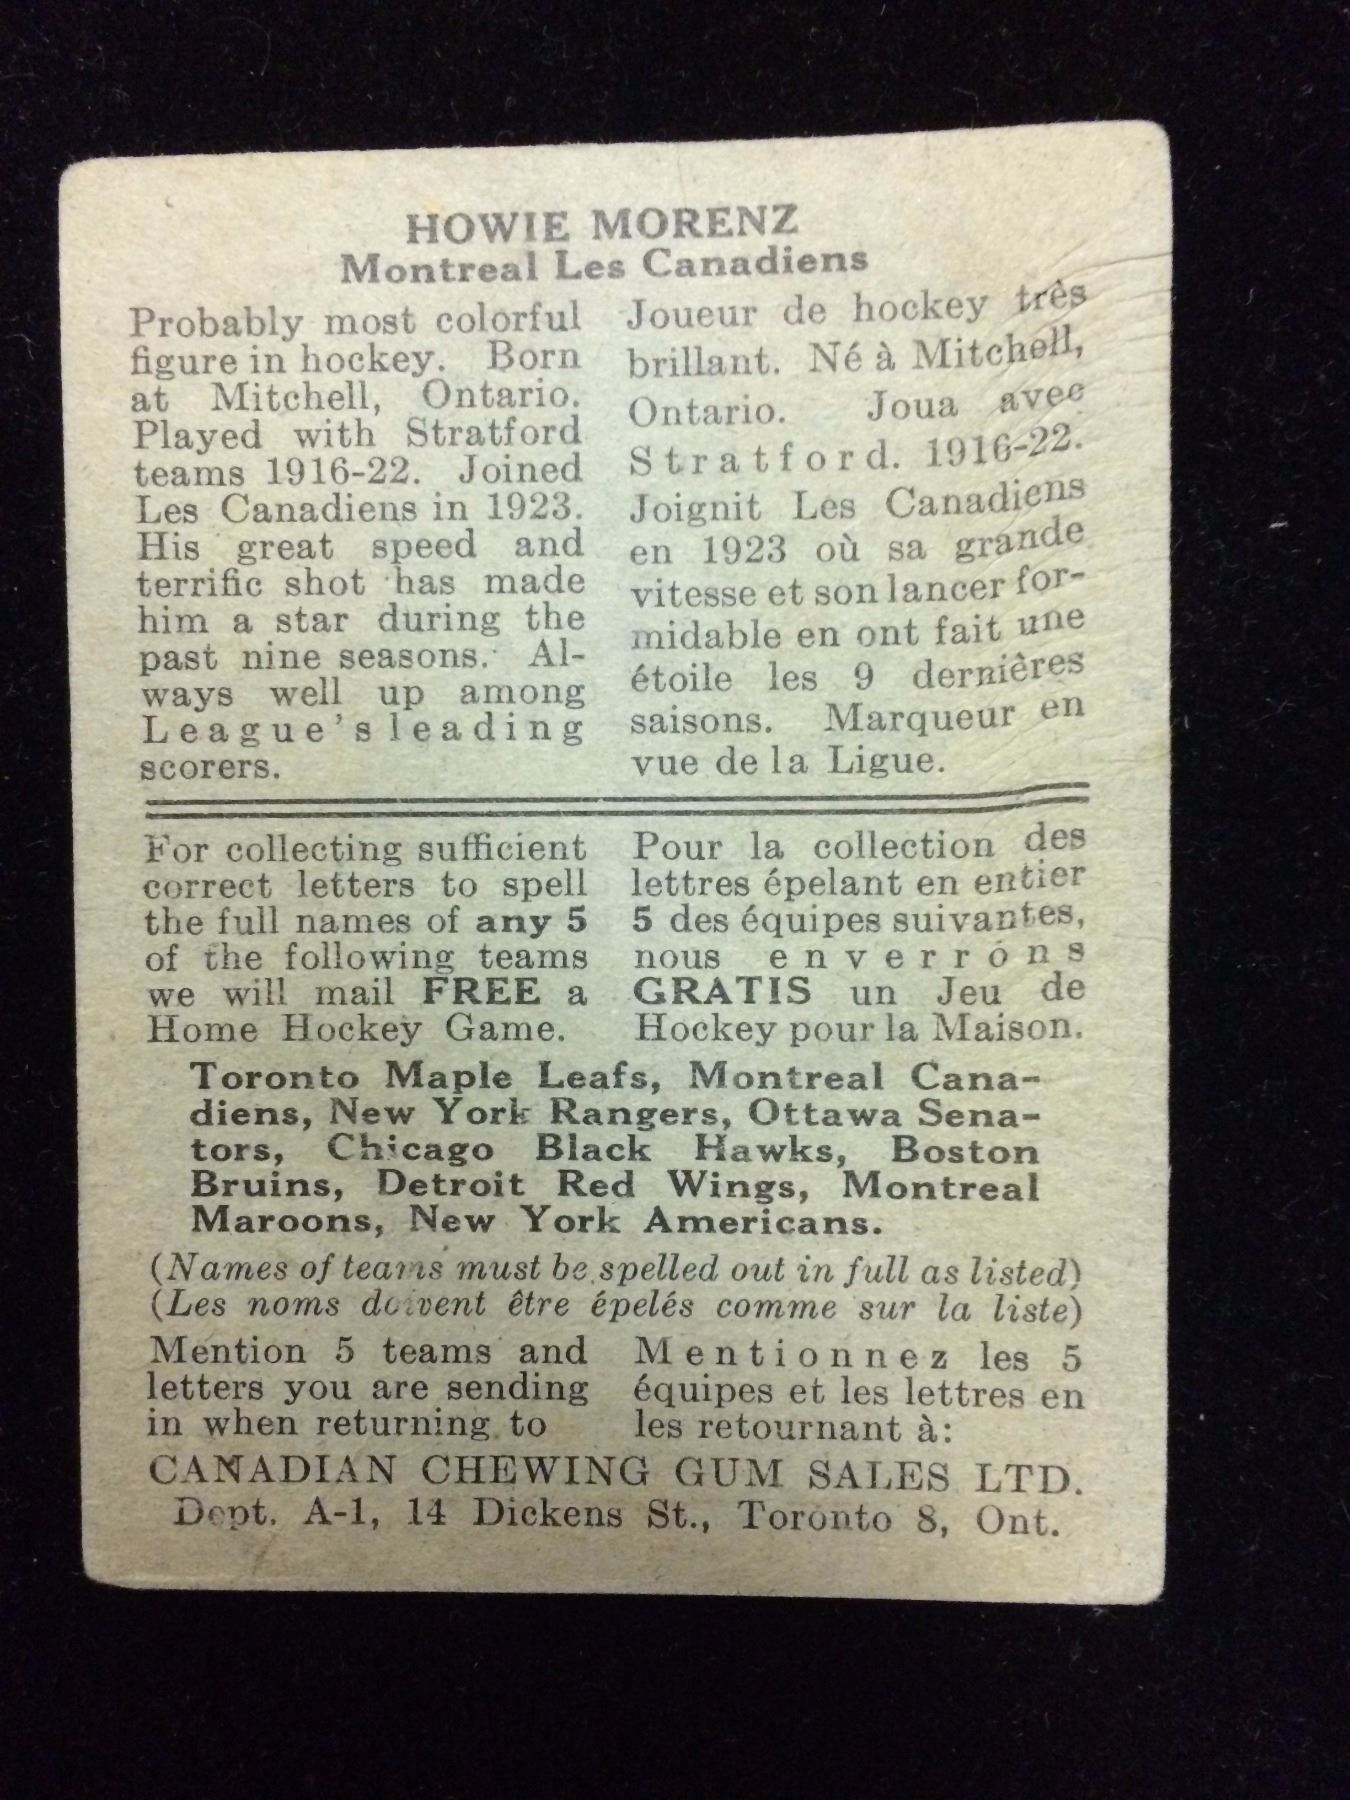 HOWIE MORENZ
Montreal Les Canadiens
Probably most colorful
figure in hockey. Born
at Mitchell, Ontario.
Played with Stratford
teams 1916-22. Joined
Les Canadiens in 1923.
His great speed and
terrific shot has made
him a star during the
past nine seasons. Al-
ways well up among
League's leading
scorers.
Joueur de hockey très
brillant. Né à Mitchell,
Ontario. Joua avec
Stratford. 1916-22.
Joignit Les Canadiens
en 1923 où sa grande
vitesse et son lancer for-
midable en ont fait une
étoile les 9 dernières
saisons. Marqueur en
vue de la Ligue.
For collecting sufficient
correct letters to spell
the full names of any 5
of the following teams
we will mail FREE a
Home Hockey Game.
Pour la collection des
lettres épelant en entier
5 des équipes suivantes,
nous enverrons
GRATIS un Jeu de
Hockey pour la Maison.
Toronto Maple Leafs, Montreal Cana-
diens, New York Rangers, Ottawa Sena-
tors, Chicago Black Hawks, Boston
Bruins, Detroit Red Wings, Montreal
Maroons, New York Americans.
(Names of teams must be spelled out in full as listed)
(Les noms doivent être épelés comme sur la liste)
Mention 5 teams and
letters you are sending
in when returning to
Mentionnez les 5
équipes et les lettres en
les retournant à:
CANADIAN CHEWING GUM SALES LTD.
Dept. A-1, 14 Dickens St., Toronto 8, Ont.